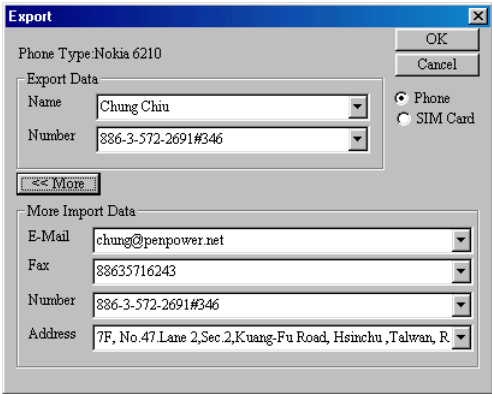 Export
OK
Phone Type:Nokia 6210
Cancel
Export Data
Name Chung Chiu
Phone
SIM Card
Number 886-3-572-2691#346
<< More
More Import Data
E-Mail chung@penpower.net
Fax 88635716243
Number 886-3-572-2691#346
Address 7F, No.47.Lane 2,Sec.2,Kuang-Fu Road, Hsinchu ,Talwan, R